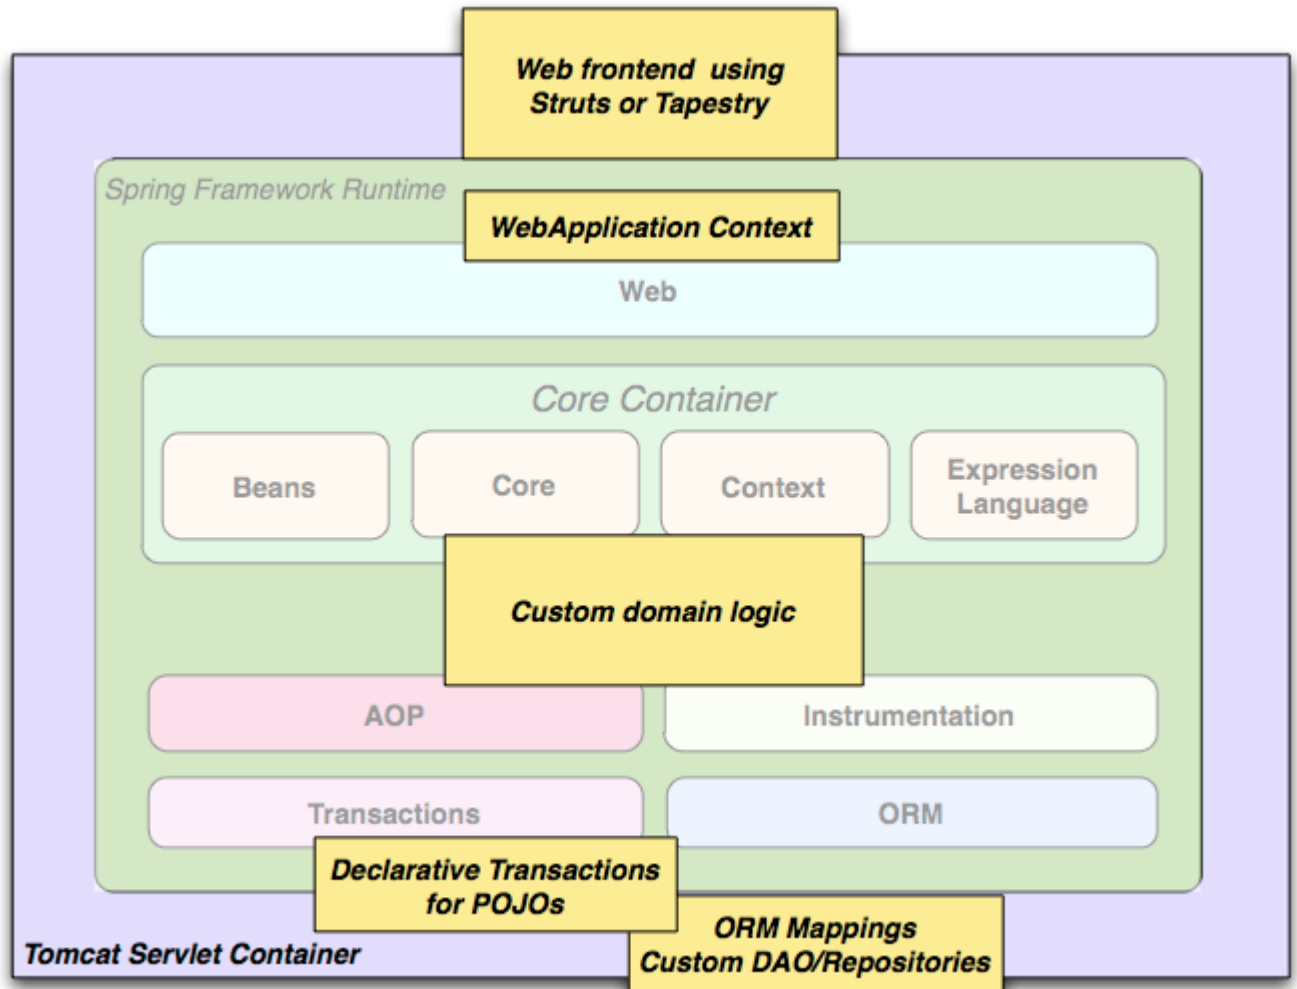 Web frontend using
Struts or Tapestry
Spring Framework Runtime
WebApplication Context
Web
Core Container
Beans
Core
Context
Expression
Language
Custom domain logic
AOP
Instrumentation
Transactions
ORM
Declarative Transactions
for POJOs
ORM Mappings
Custom DAO/Repositories
Tomcat Servlet Container